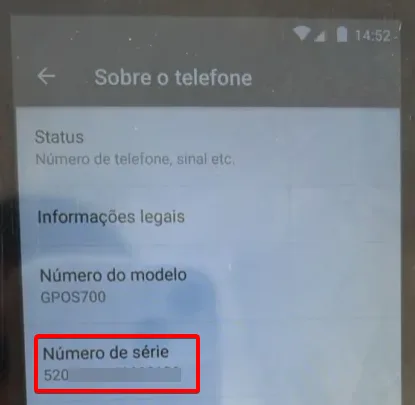 14:52
Sobre o telefone
Status
Número de telefone, sinal etc.
Informações legais
Número do modelo
GPOS700
Número de série
520